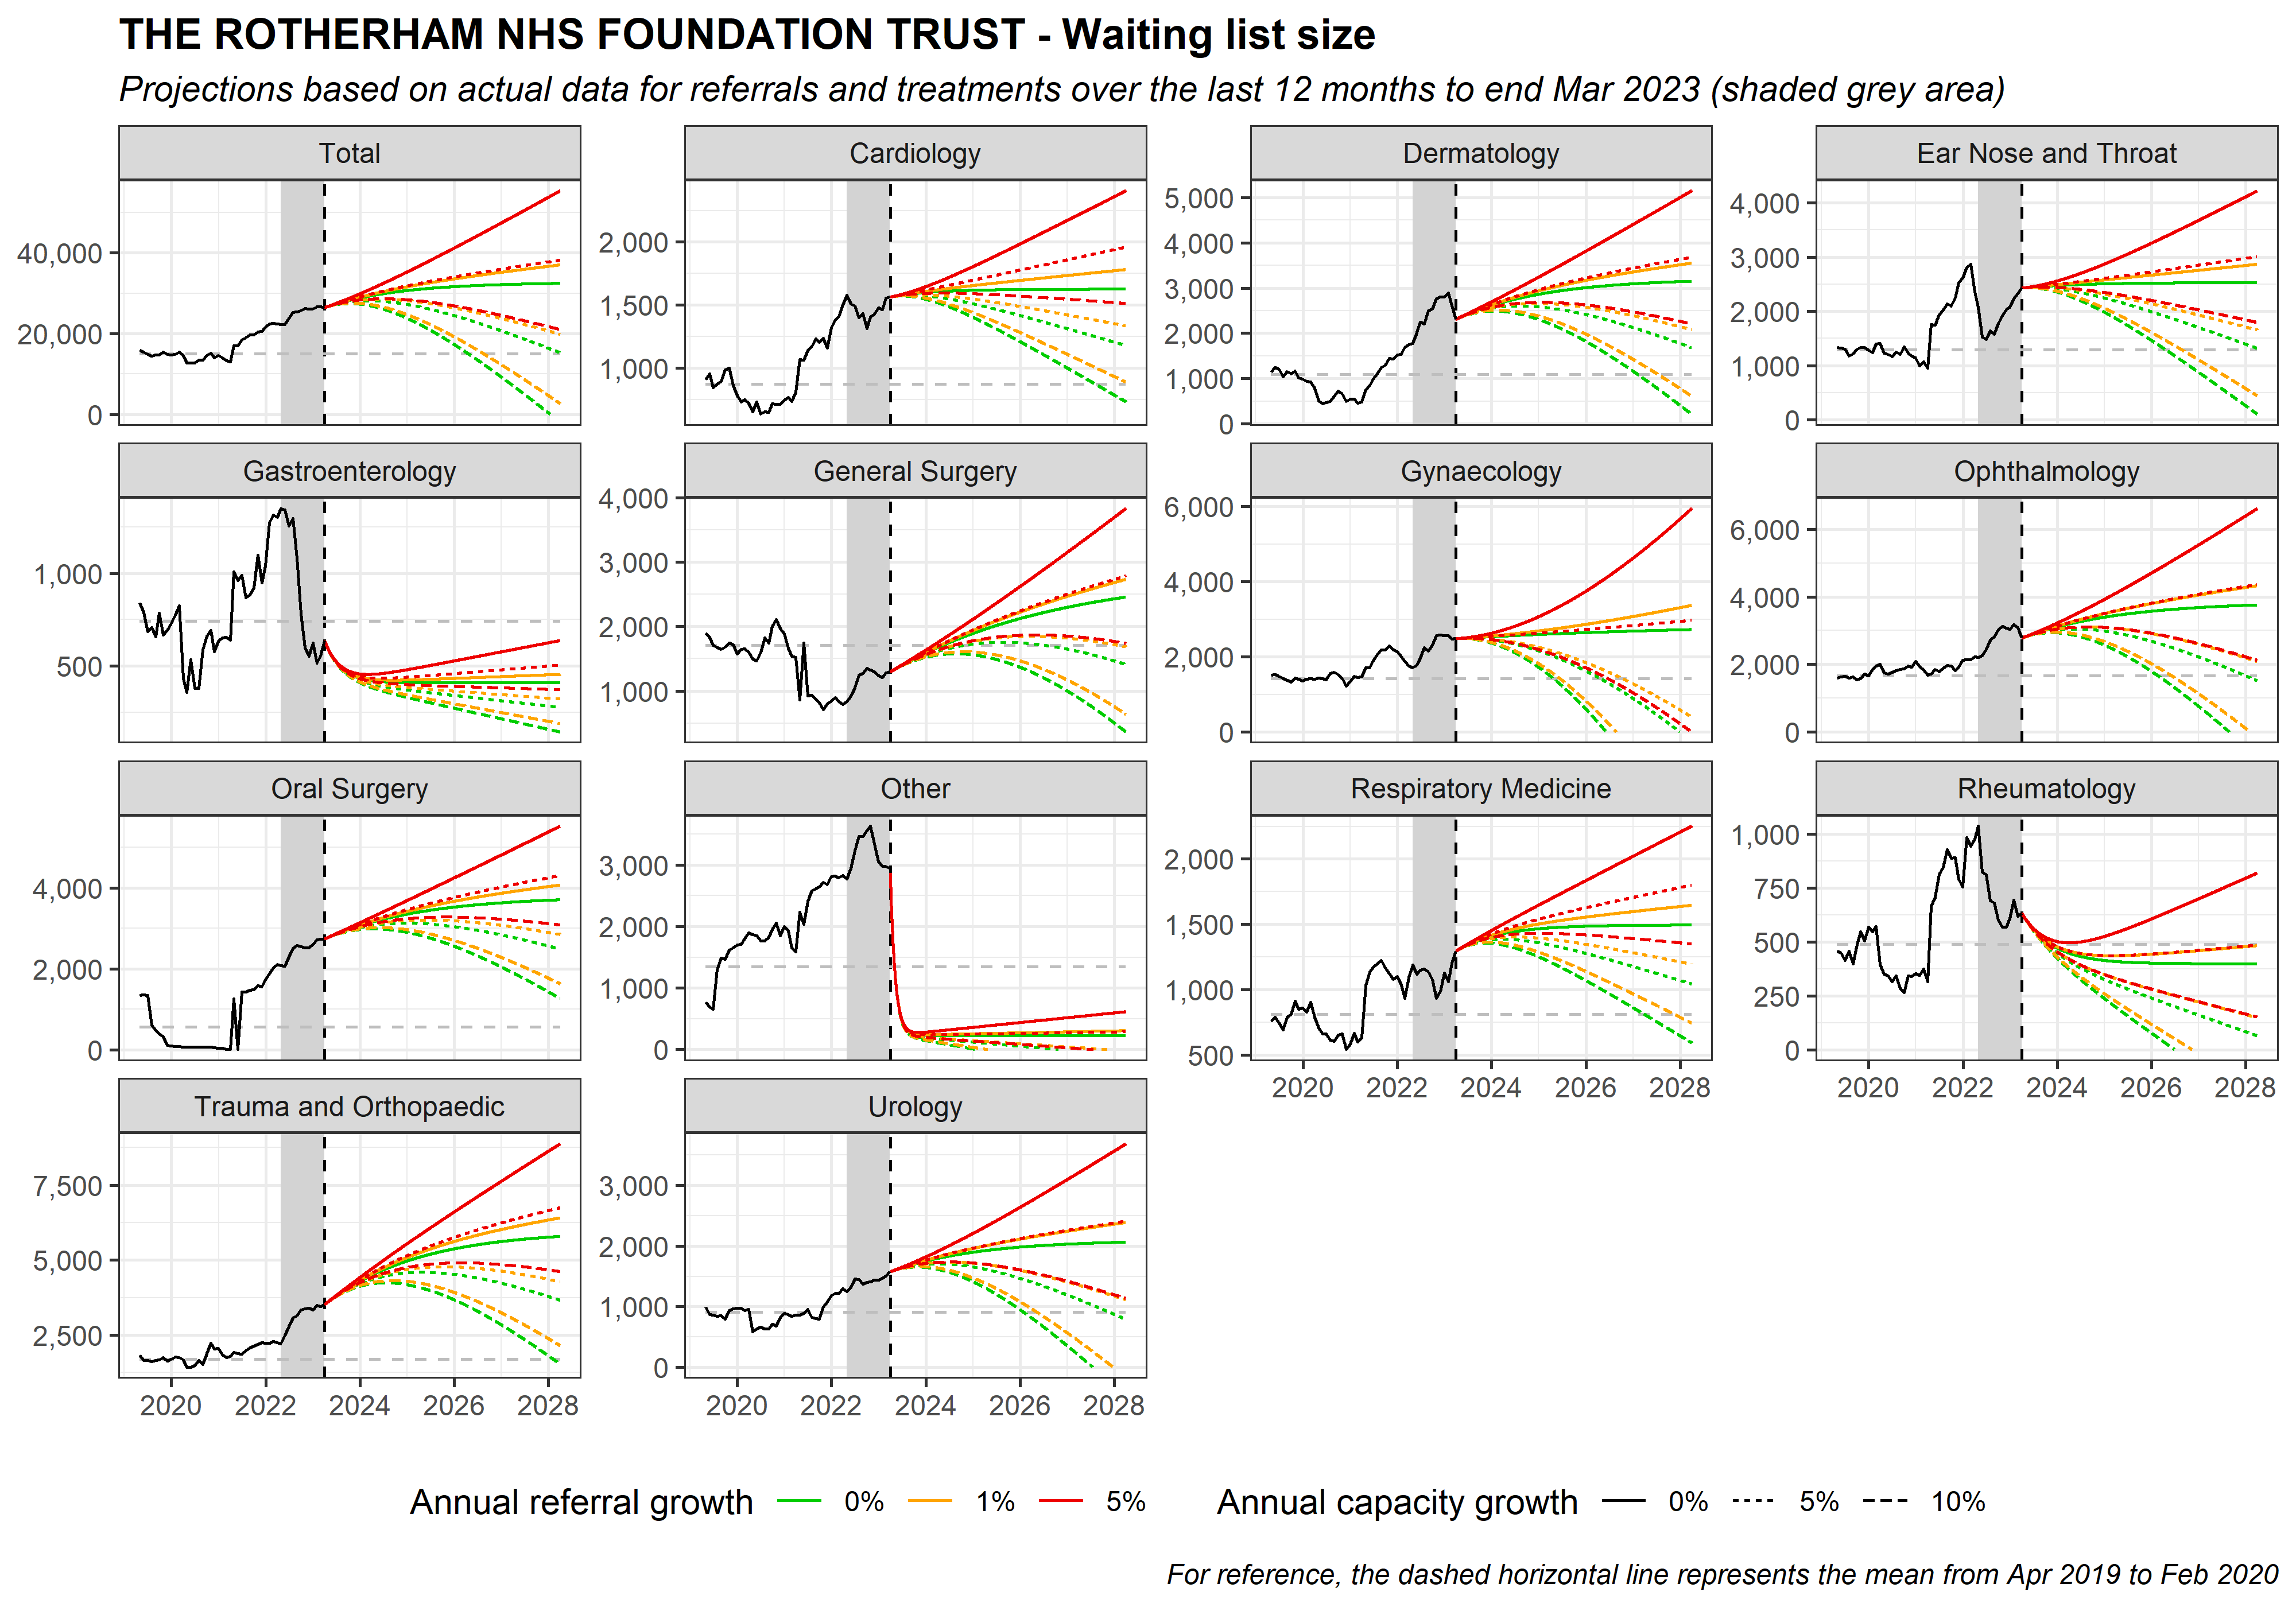 THE ROTHERHAM NHS FOUNDATION TRUST - Waiting list size
Projections based on actual data for referrals and treatments over the last 12 months to end Mar 2023 (shaded grey area)
Total
Cardiology
Dermatology
Ear Nose and Throat
40,000
20,000
0
2,000
1,500
1,000
5,000
4,000
3,000
2,000
1,000
0
4,000
3,000
2,000
1,000
0
Gastroenterology
General Surgery
Gynaecology
Ophthalmology
1,000
500
4,000
3,000
2,000
1,000
6,000
4,000
2,000
0
6,000
4,000
2,000
0
Oral Surgery
Other
Respiratory Medicine
Rheumatology
4,000
2,000
0
3,000
2,000
1,000
0
2,000
1,500
1,000
500
1,000
750
500
250
0
2020 2022 2024 2026 2028
2020 2022 2024 2026 2028
Trauma and Orthopaedic
Urology
7,500
5,000
2,500
3,000
2,000
1,000
0
2020 2022 2024 2026 2028
2020 2022 2024 2026 2028
Annual referral growth 0% 1% 5%
Annual capacity growth 0% 5% 10%
For reference, the dashed horizontal line represents the mean from Apr 2019 to Feb 2020